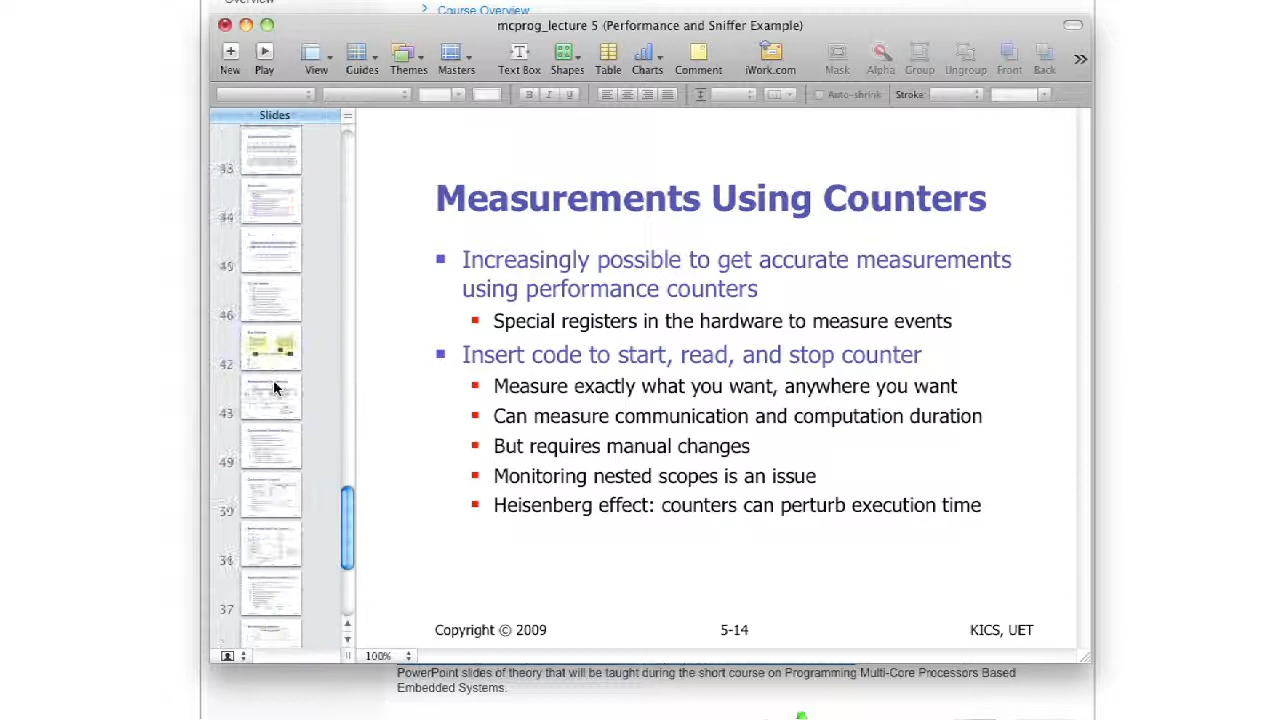 Overview
Course Overview
mcprog_lecture 5 (Performance and Sniffer Example)
New Play View Guides Themes Masters Text Box Shapes Table Charts Comment iWork.com Mask Alpha Group Ungroup Front Back
B I U Auto-shrink Stroke:
Slides
Measurements Using Counters
Increasingly possible to get accurate measurements
using performance counters
Special registers in the hardware to measure events
Insert code to start, read, and stop counter
Measure exactly what you want, anywhere you want
Can measure communication and computation duration
But requires manual changes
Monitoring nested scopes is an issue
Heisenberg effect: counters can perturb execution time
Copyright © 2009 5-14 KICS, UET
100%
PowerPoint slides of theory that will be taught during the short course on Programming Multi-Core Processors Based
Embedded Systems.